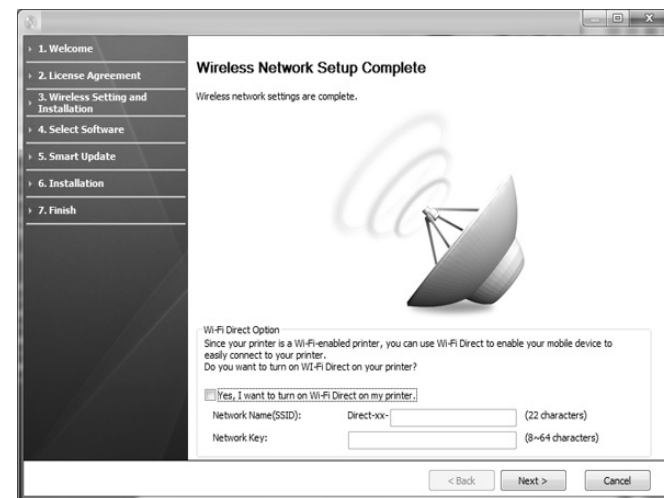 1. Welcome
2. License Agreement
3. Wireless Setting and
Installation
4. Select Software
5. Smart Update
6. Installation
7. Finish
Wireless Network Setup Complete
Wireless network settings are complete.
Wi-Fi Direct Option
Since your printer is a Wi-Fi-enabled printer, you can use Wi-Fi Direct to enable your mobile device to
easily connect to your printer.
Do you want to turn on WI-Fi Direct on your printer?
Yes, I want to turn on Wi-Fi Direct on my printer.
Network Name(SSID): Direct-xx- (22 characters)
Network Key: (8~64 characters)
< Back Next > Cancel